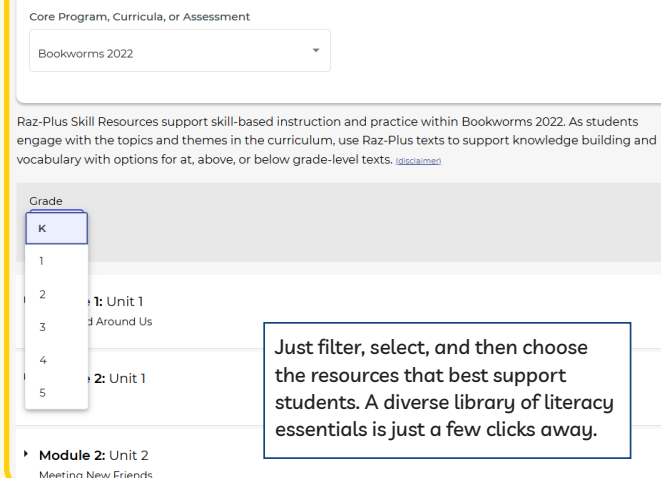 Core Program, Curricula, or Assessment
Bookworms 2022
Raz-Plus Skill Resources support skill-based instruction and practice within Bookworms 2022. As students
engage with the topics and themes in the curriculum, use Raz-Plus texts to support knowledge building and
vocabulary with options for at, above, or below grade-level texts. (disclaimer)
Grade
K
1
2
3
4
5
1: Unit 1
Around Us
2: Unit 1
Module 2: Unit 2
Meeting New Friends
Just filter, select, and then choose
the resources that best support
students. A diverse library of literacy
essentials is just a few clicks away.